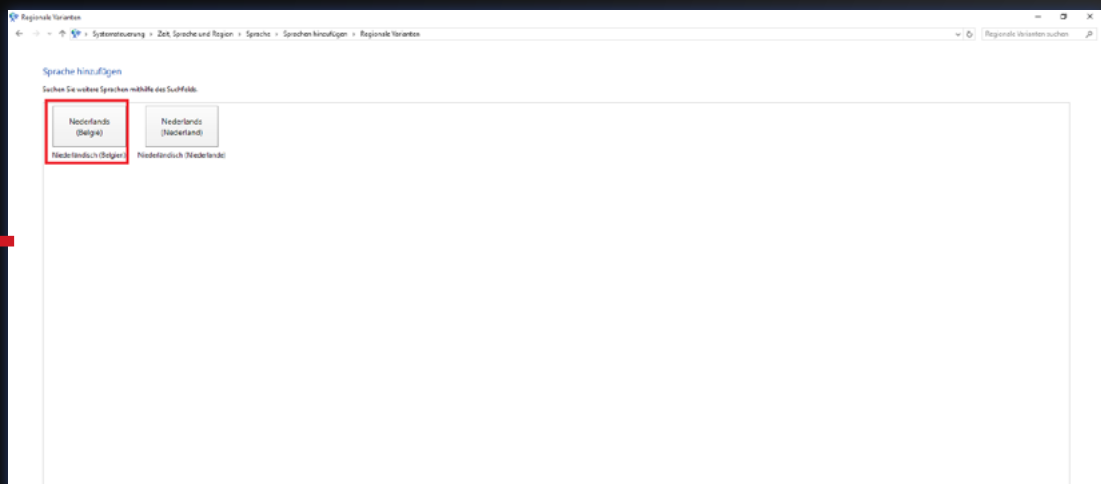 Regionale Varianten
Systemsteuerung › Zeit, Sprache und Region › Sprache › Sprachen hinzufügen › Regionale Varianten
Regionale Varianten suchen
Sprache hinzufügen
Suchen Sie weitere Sprachen mithilfe des Suchfelds.
Nederlands
(België)
Nederlands
(Nederland)
Niederländisch (Belgien)
Niederländisch (Niederlande)